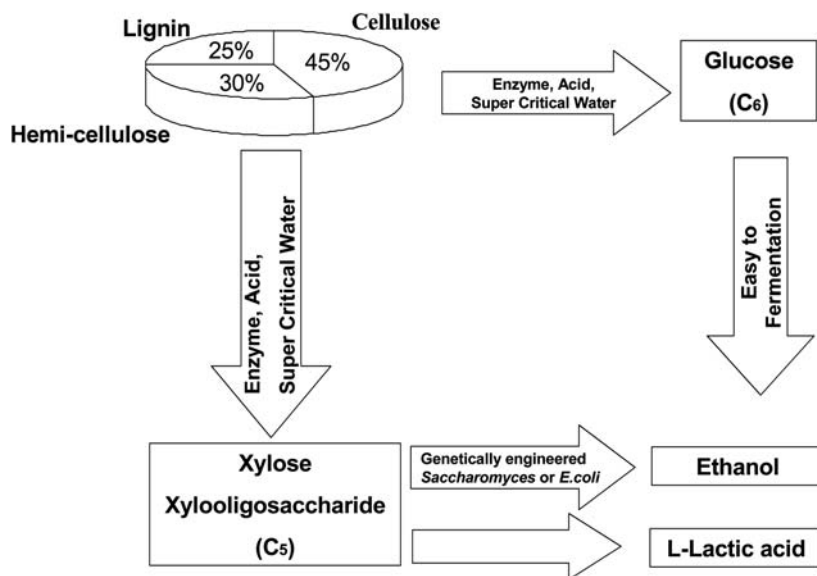 Lignin
Cellulose
25%
45%
30%
Hemi-cellulose
Enzyme, Acid,
Super Critical Water
Glucose
(C6)
Enzyme, Acid,
Super Critical Water
Easy to
Fermentation
Xylose
Xylooligosaccharide
(C5)
Genetically engineered
Saccharomyces or E.coli
Ethanol
L-Lactic acid